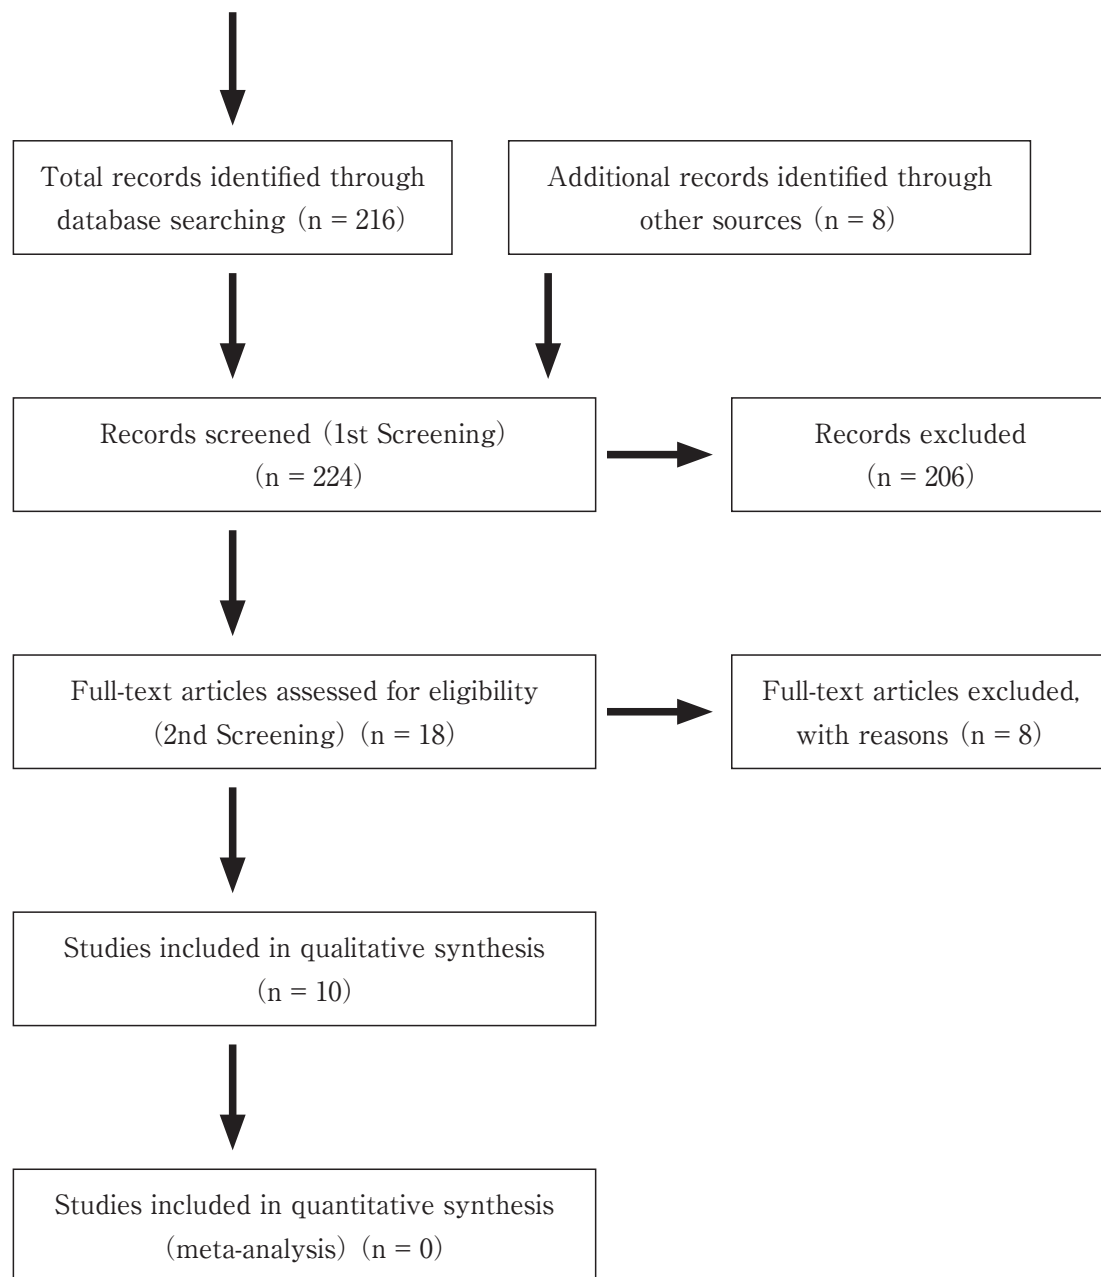 Total records identified through
database searching (n = 216)
Additional records identified through
other sources (n = 8)
Records screened (1st Screening)
(n = 224)
Records excluded
(n = 206)
Full-text articles assessed for eligibility
(2nd Screening) (n = 18)
Full-text articles excluded,
with reasons (n = 8)
Studies included in qualitative synthesis
(n = 10)
Studies included in quantitative synthesis
(meta-analysis) (n = 0)